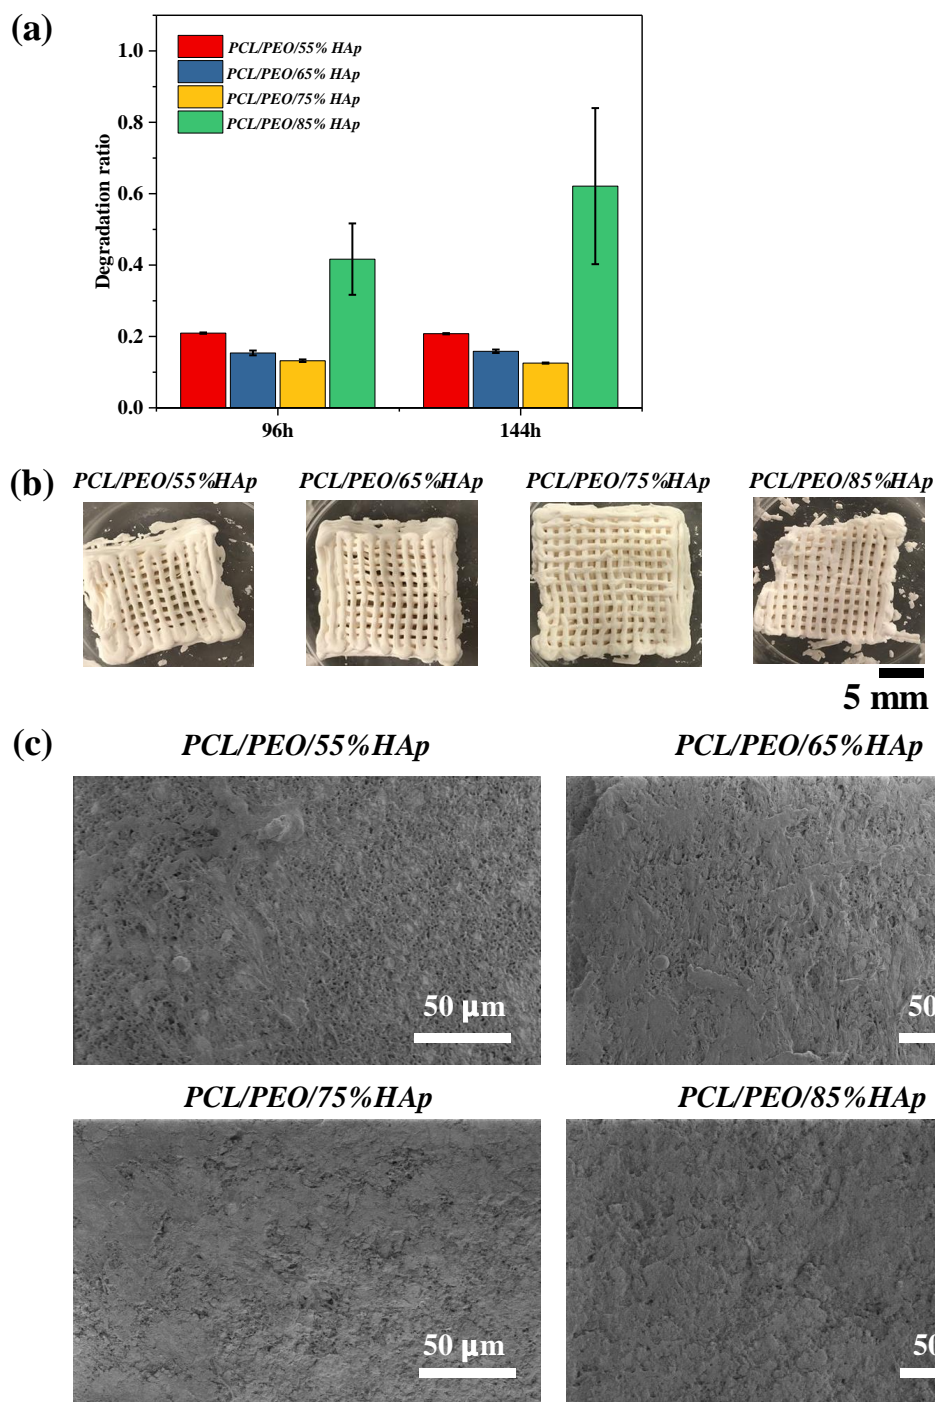 (a)
1.0
0.8
0.6
0.4
0.2
0.0
Degradation ratio
PCL/PEO/55% HAp
PCL/PEO/65% HAp
PCL/PEO/75% HAp
PCL/PEO/85% HAp
96h
144h
(b)
PCL/PEO/55%HAp
PCL/PEO/65%HAp
PCL/PEO/75%HAp
PCL/PEO/85%HAp
5 mm
(c)
PCL/PEO/55%HAp
PCL/PEO/65%HAp
50 μm
50
PCL/PEO/75%HAp
PCL/PEO/85%HAp
50 μm
50